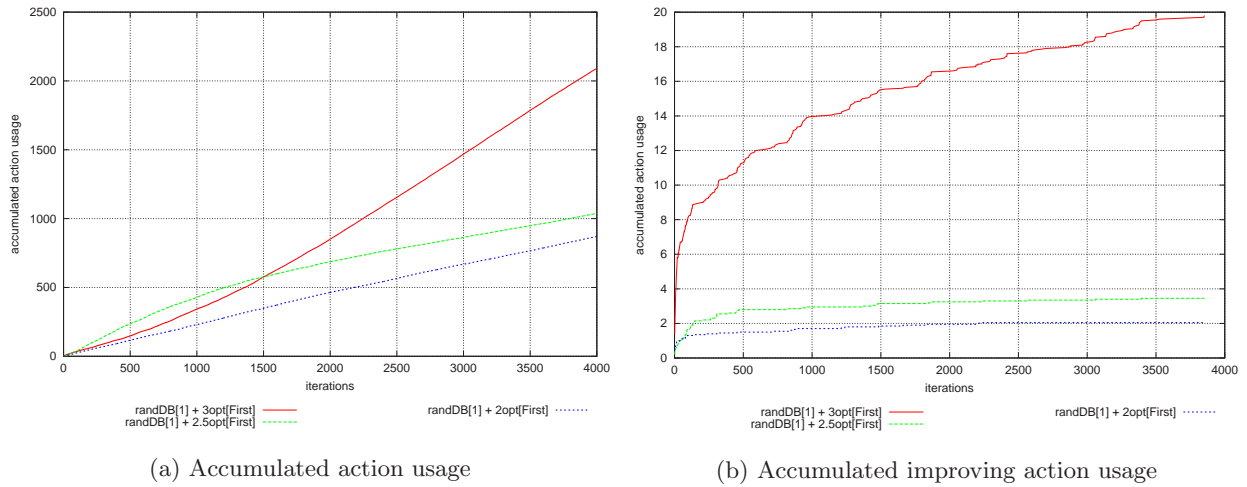 2500
2000
1500
1000
500
0
accumulated action usage
0 500 1000 1500 2000 2500 3000 3500 4000
iterations
randDB[1] + 3opt[First] randDB[1] + 2opt[First]
randDB[1] + 2.5opt[First]
(a) Accumulated action usage
20
18
16
14
12
10
8
6
4
2
0
accumulated action usage
0 500 1000 1500 2000 2500 3000 3500 4000
iterations
randDB[1] + 3opt[First] randDB[1] + 2opt[First]
randDB[1] + 2.5opt[First]
(b) Accumulated improving action usage